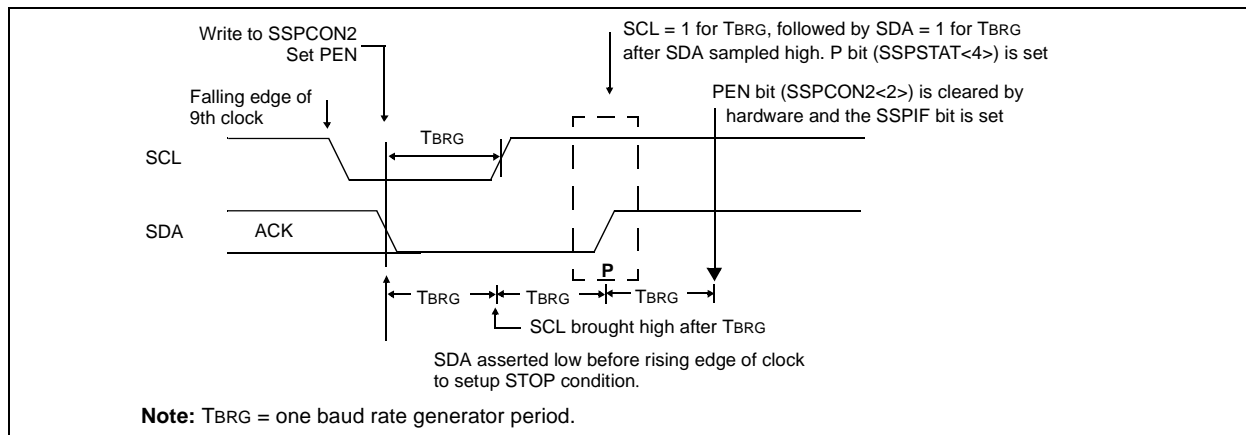 Write to SSPCON2
Set PEN
SCL = 1 for TBRG, followed by SDA = 1 for TBRG
after SDA sampled high. P bit (SSPSTAT<4>) is set
Falling edge of
9th clock
PEN bit (SSPCON2<2>) is cleared by
hardware and the SSPIF bit is set
TBRG
SCL
SDA
ACK
P
TBRG
TBRG
TBRG
SCL brought high after TBRG
SDA asserted low before rising edge of clock
to setup STOP condition.
Note: TBRG = one baud rate generator period.